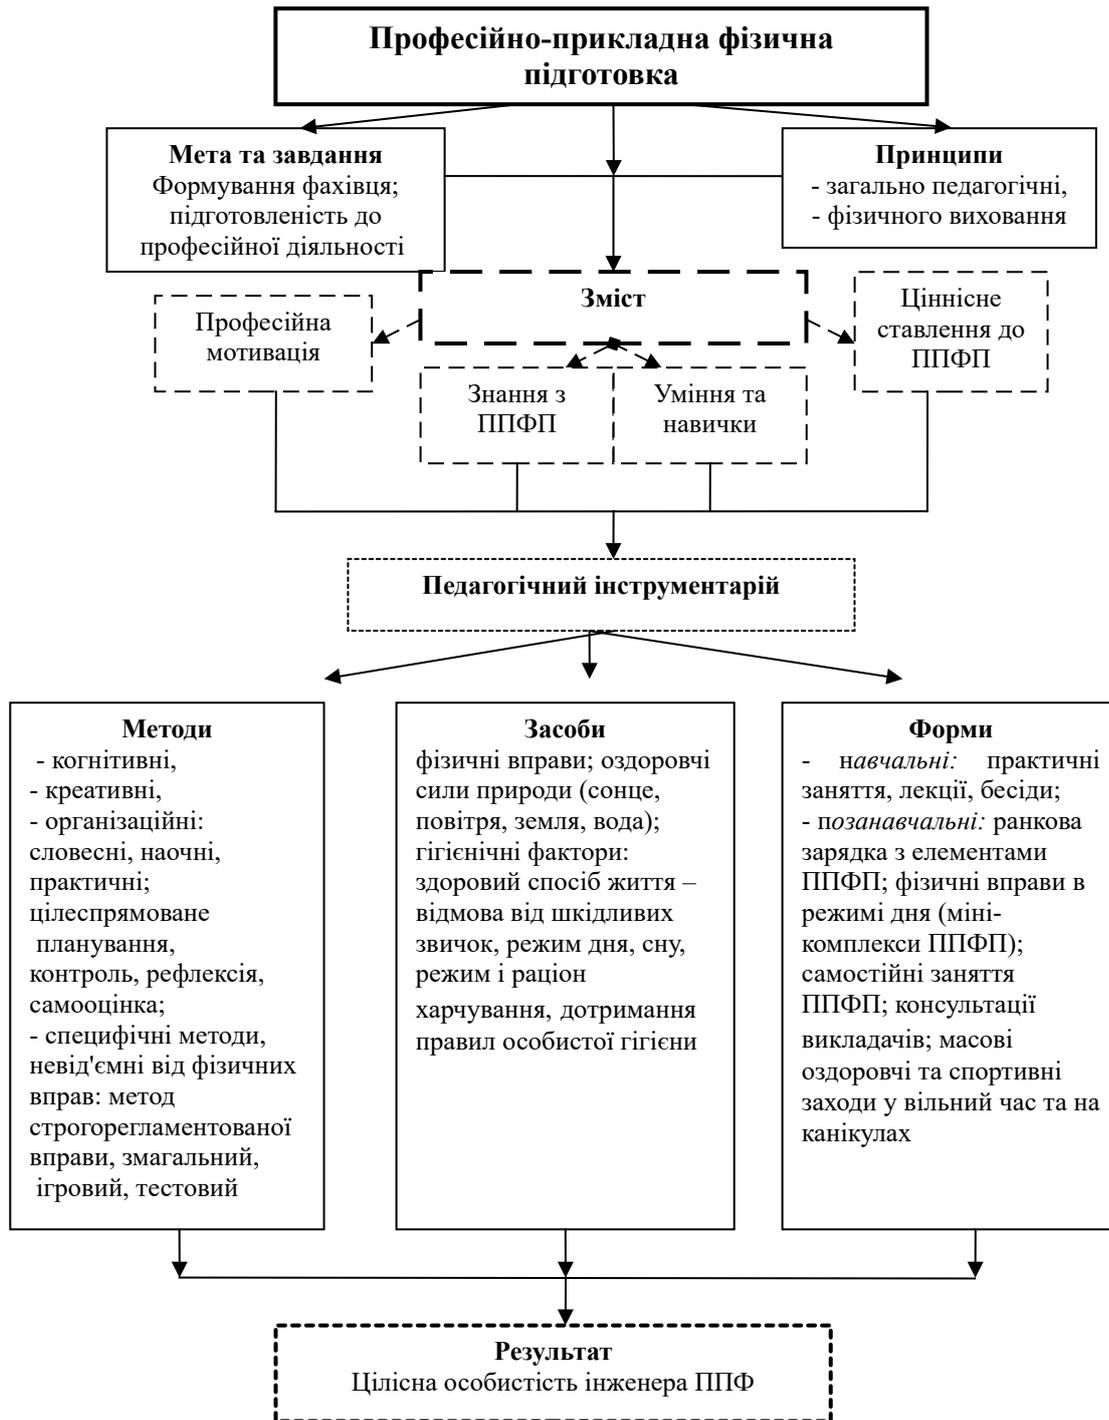 Професійно-прикладна фізична
підготовка
Мета та завдання
Формування фахівця;
підготовленість до
професійної діяльності
Принципи
- загально педагогічні,
- фізичного виховання
Зміст
Професійна
мотивація
Ціннісне
ставлення до
ППФП
Знання з
ППФП
Уміння та
навички
Педагогічний інструментарій
Методи
- когнітивні,
- креативні,
- організаційні:
словесні, наочні,
практичні;
цілеспрямоване
планування,
контроль, рефлексія,
самооцінка;
- специфічні методи,
невід'ємні від фізичних
вправ: метод
строгорегламентованої
вправи, змагальний,
ігровий, тестовий
Засоби
фізичні вправи; оздоровчі
сили природи (сонце,
повітря, земля, вода);
гігієнічні фактори:
здоровий спосіб життя –
відмова від шкідливих
звичок, режим дня, сну,
режим і раціон
харчування, дотримання
правил особистої гігієни
Форми
- навчальні: практичні
заняття, лекції, бесіди;
- позанавчальні: ранкова
зарядка з елементами
ППФП; фізичні вправи в
режимі дня (міні-
комплекси ППФП);
самостійні заняття
ППФП; консультації
викладачів; масові
оздоровчі та спортивні
заходи у вільний час та на
канікулах
Результат
Цілісна особистість інженера ППФ